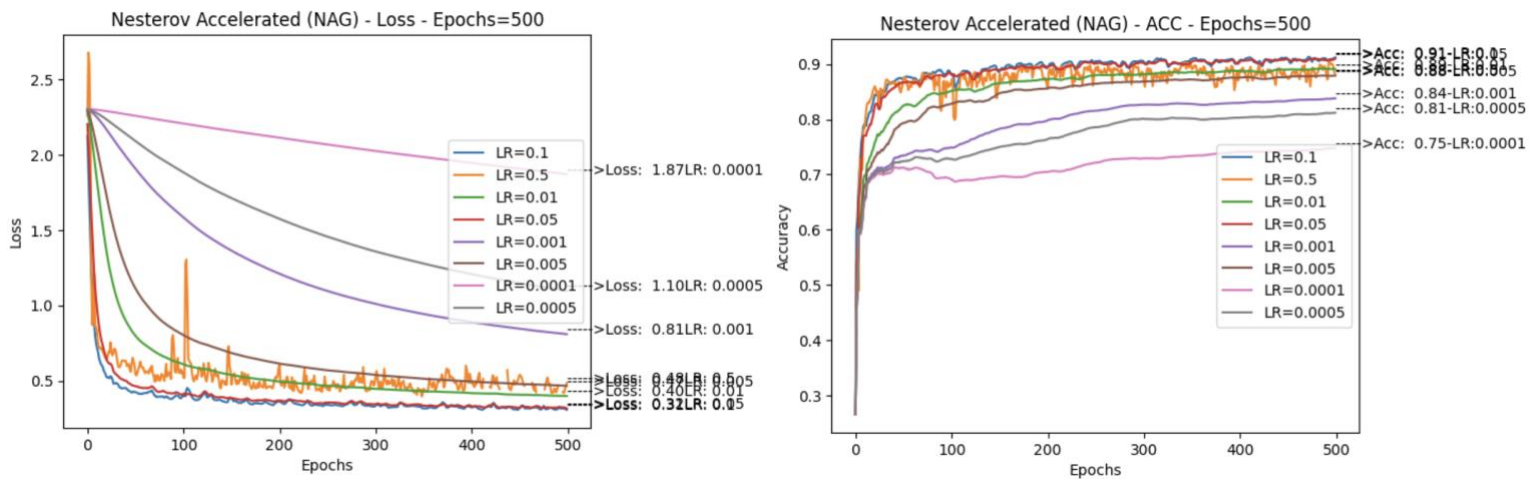 Nesterov Accelerated (NAG) - Loss - Epochs=500
2.5
2.0
1.5
1.0
0.5
Loss
0
100
200
300
400
500
Epochs
LR=0.1
LR=0.5
LR=0.01
LR=0.05
LR=0.001
LR=0.005
LR=0.0001
LR=0.0005
>Loss: 1.87LR: 0.0001
>Loss: 1.10LR: 0.0005
>Loss: 0.81LR: 0.001
>Loss: 0.40LR: 0.01
Nesterov Accelerated (NAG) - ACC - Epochs=500
0.9
0.8
0.7
0.6
0.5
0.4
0.3
Accuracy
0
100
200
300
400
500
Epochs
LR=0.1
LR=0.5
LR=0.01
LR=0.05
LR=0.001
LR=0.005
LR=0.0001
LR=0.0005
>Acc: 0.84-LR:0.001
>Acc: 0.81-LR:0.0005
>Acc: 0.75-LR:0.0001